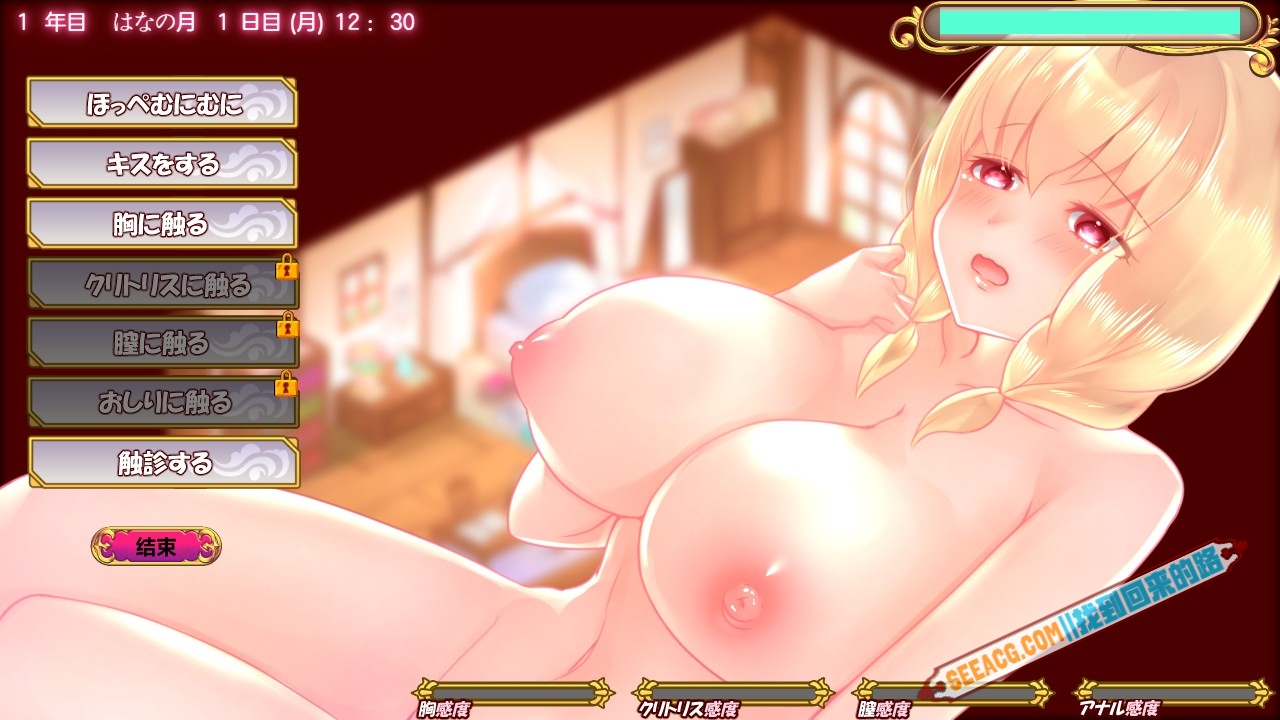 1 年目 はなの月 1 日目 (月) 12 : 30
ほっぺむにむに
キスをする
胸に触る
クリトリスに触る
膣に触る
おしりに触る
触診する
结束
SEEACG.COM||找到回来的路
胸感度
クリトリス感度
膣感度
アナル感度